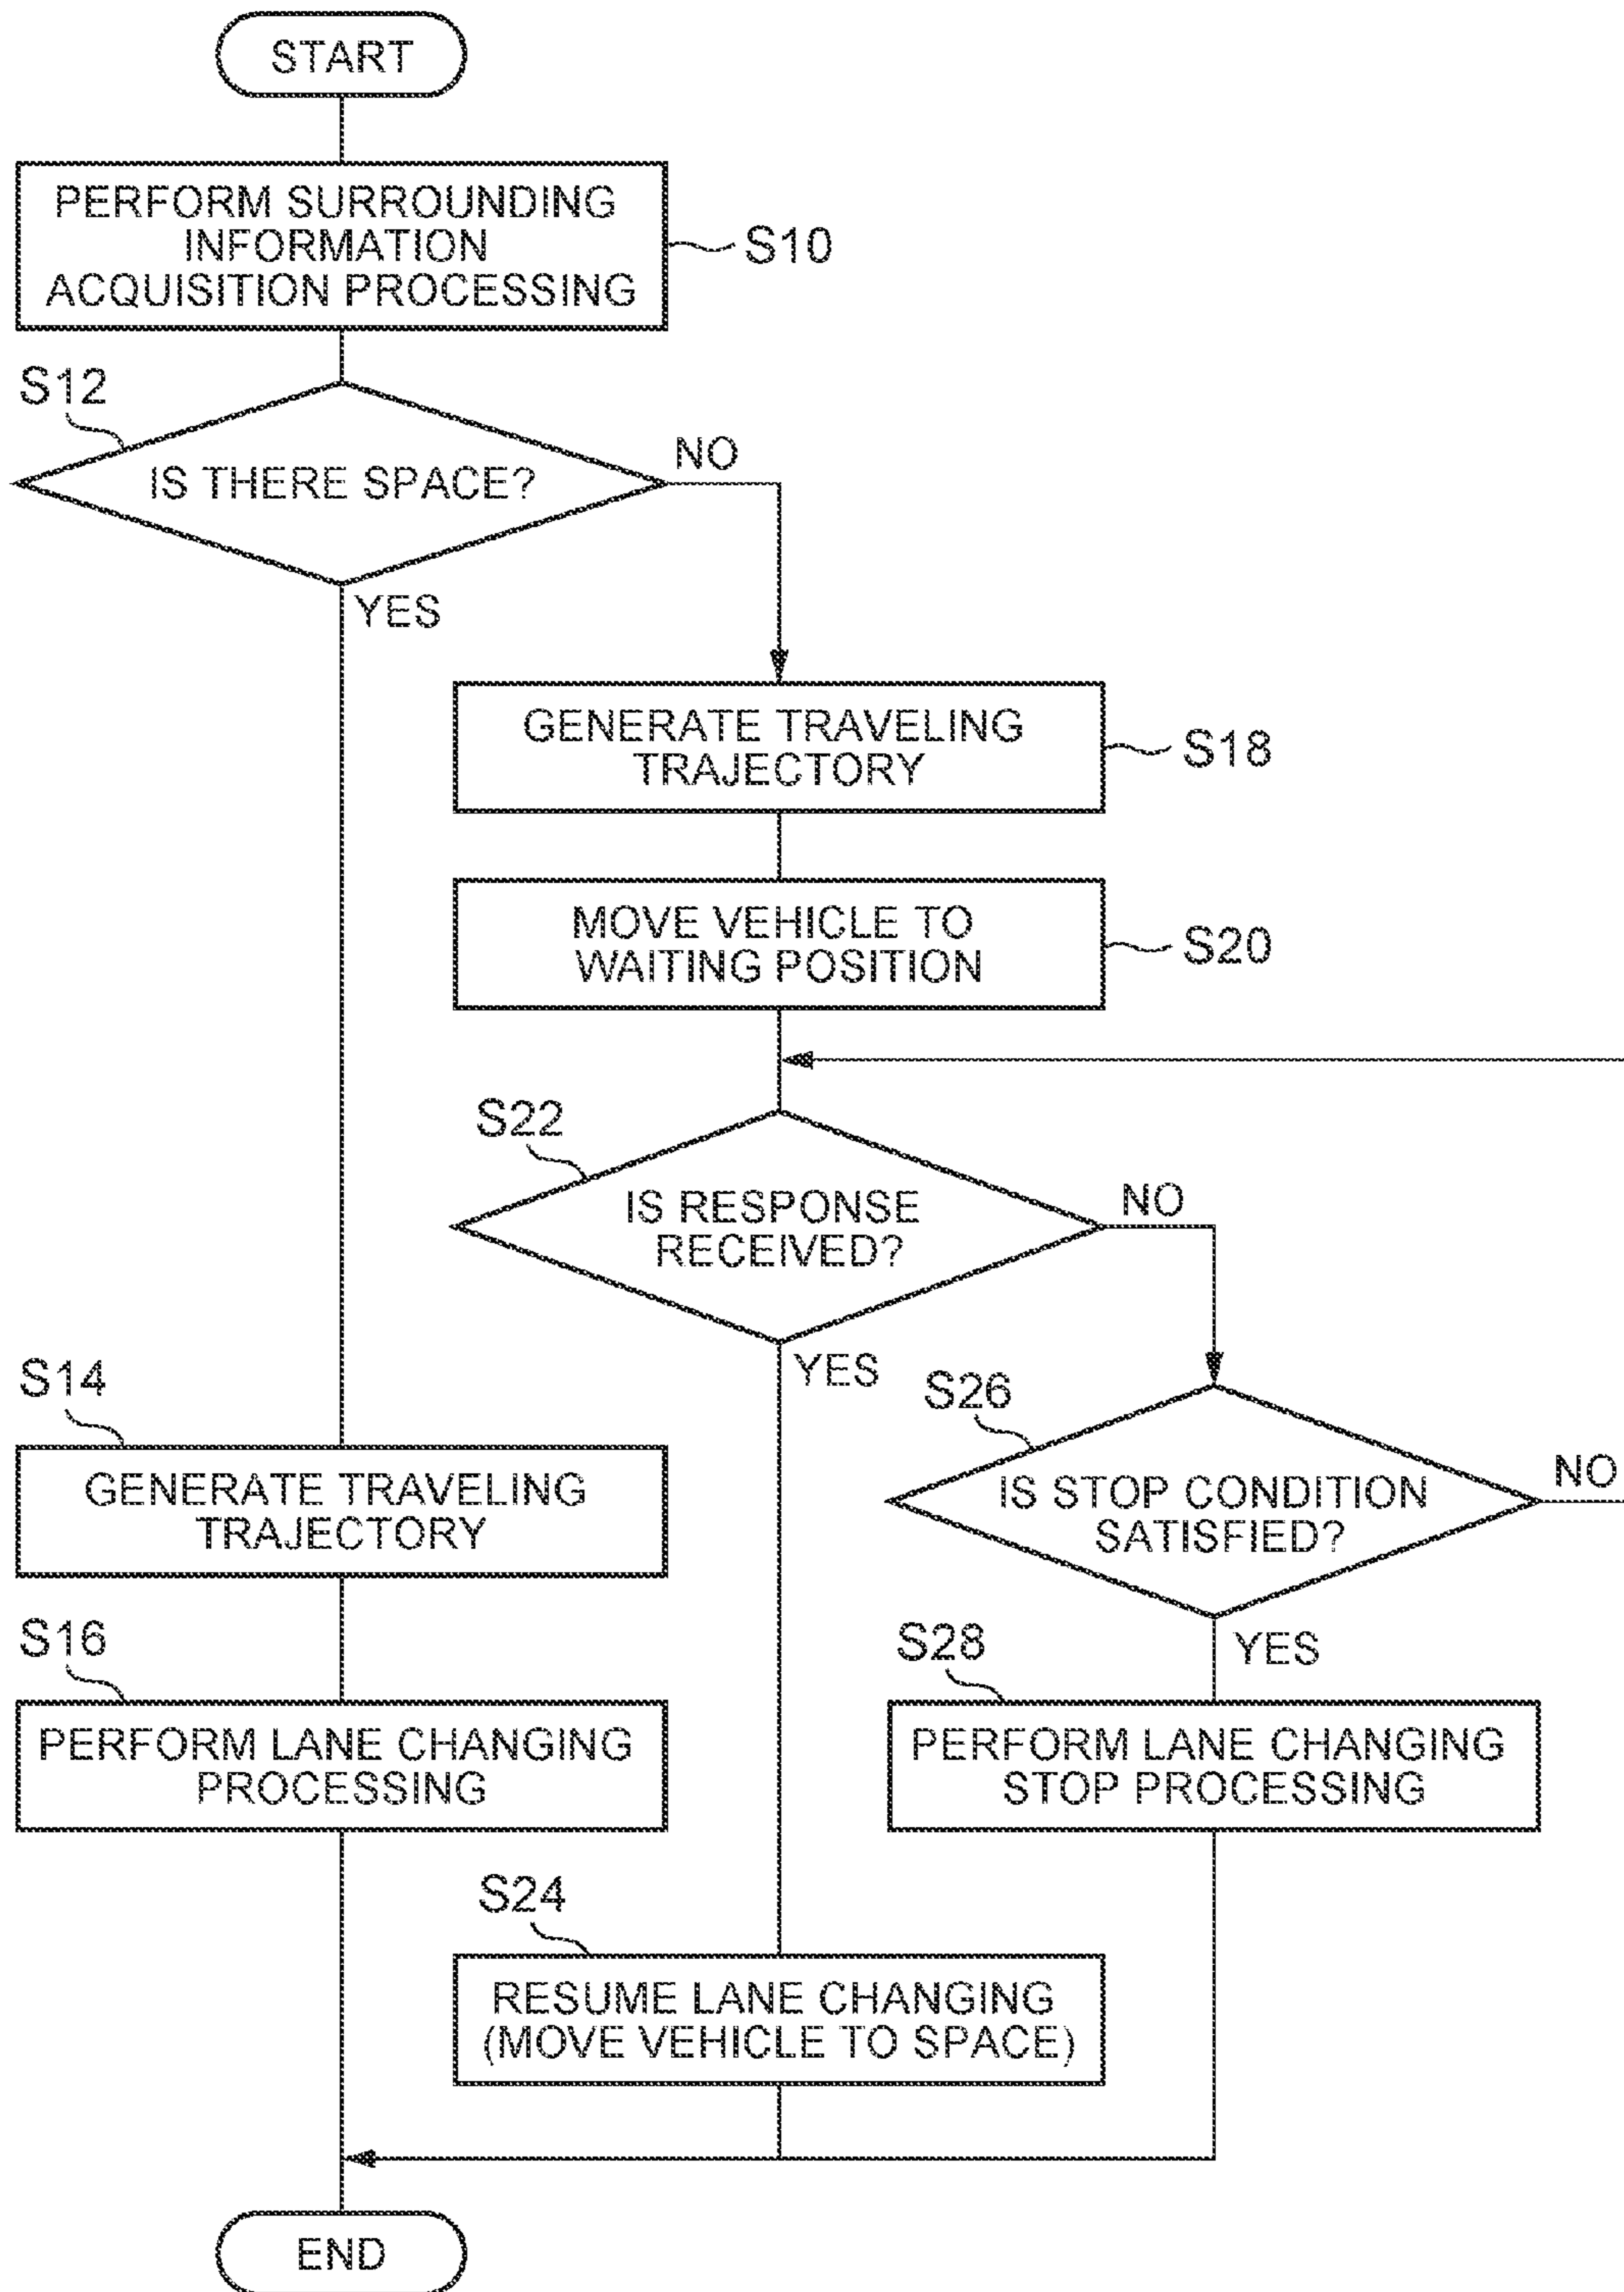 START
PERFORM SURROUNDING
INFORMATION
ACQUISITION PROCESSING
S10
S12
IS THERE SPACE?
NO
YES
GENERATE TRAVELING
TRAJECTORY
S18
MOVE VEHICLE TO
WAITING POSITION
S20
S22
IS RESPONSE
RECEIVED?
NO
YES
S26
IS STOP CONDITION
SATISFIED?
NO
YES
S14
GENERATE TRAVELING
TRAJECTORY
S16
PERFORM LANE CHANGING
PROCESSING
S28
PERFORM LANE CHANGING
STOP PROCESSING
S24
RESUME LANE CHANGING
(MOVE VEHICLE TO SPACE)
END